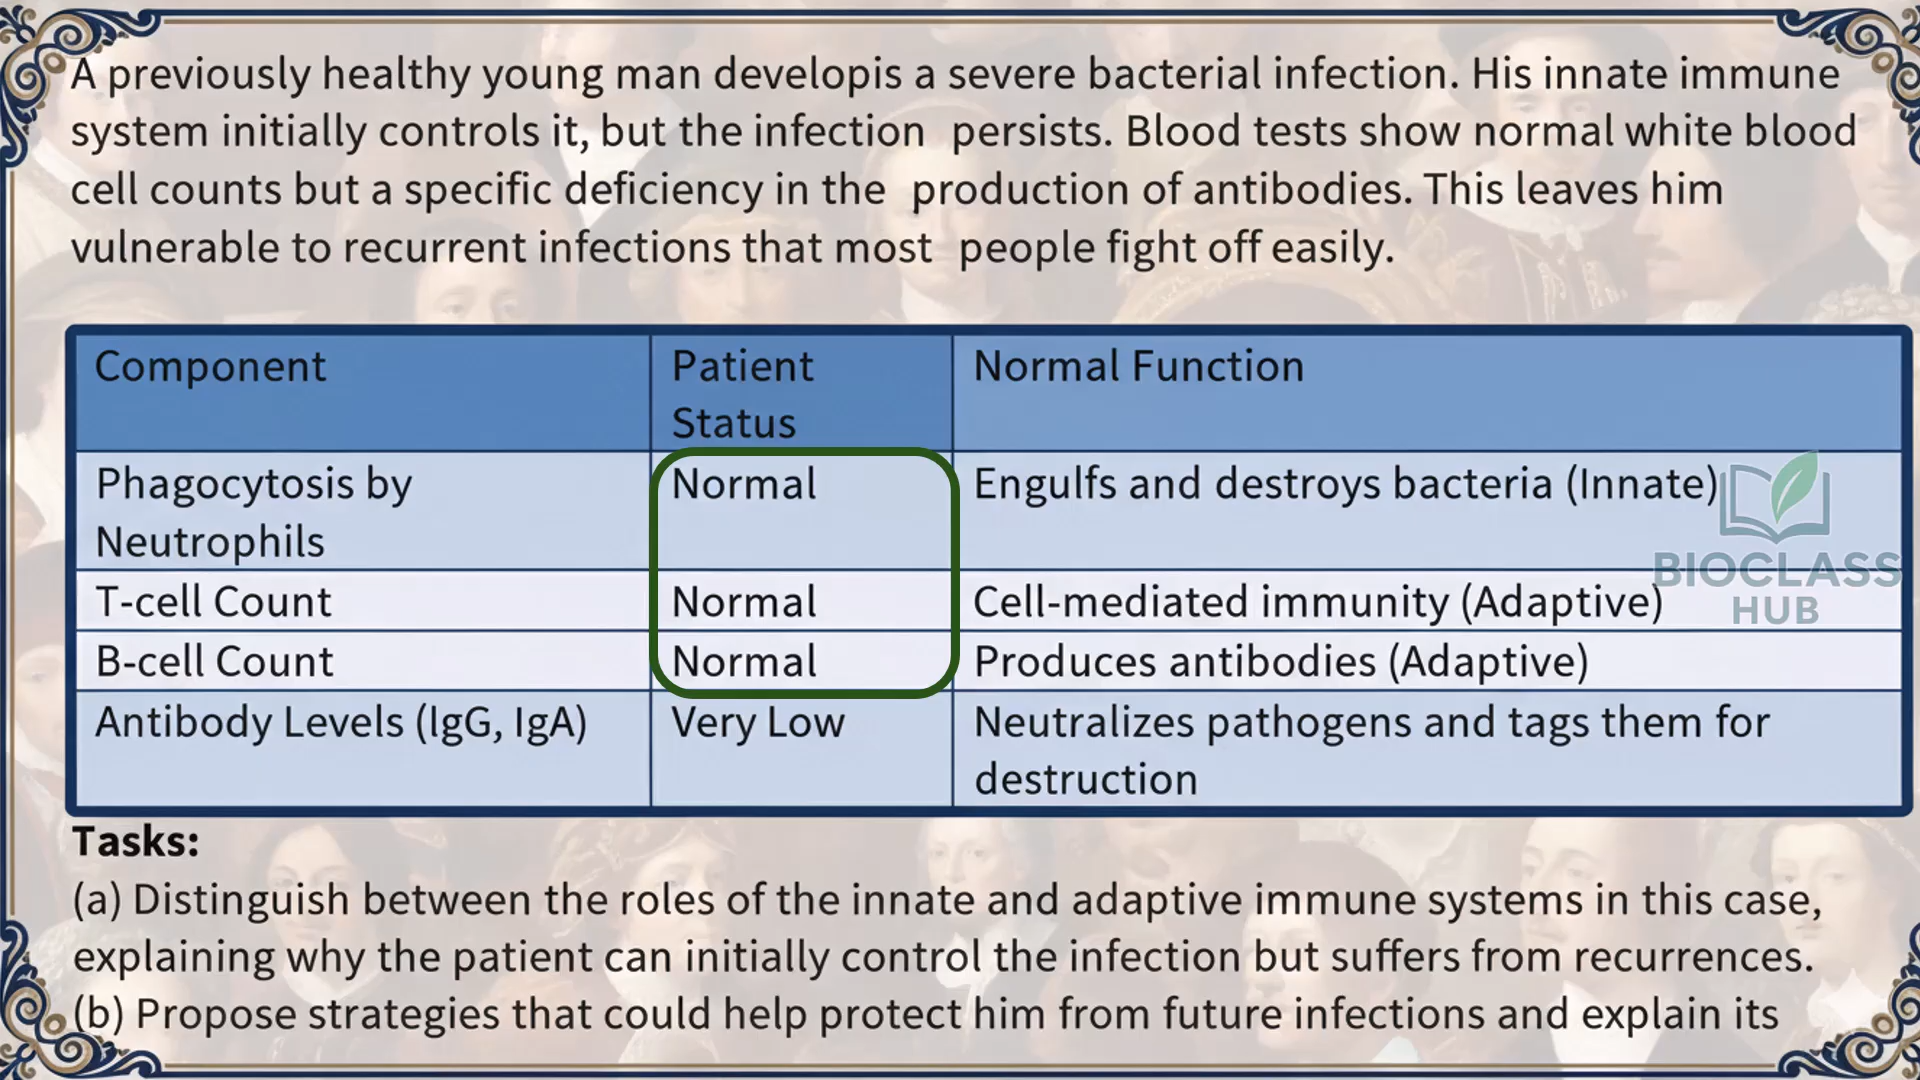 A previously healthy young man developis a severe bacterial infection. His innate immune
system initially controls it, but the infection persists. Blood tests show normal white blood
cell counts but a specific deficiency in the production of antibodies. This leaves him
vulnerable to recurrent infections that most people fight off easily.
Component
Patient
Status
Normal Function
Phagocytosis by
Neutrophils
Normal
Engulfs and destroys bacteria (Innate)
T-cell Count
Normal
Cell-mediated immunity (Adaptive)
B-cell Count
Normal
Produces antibodies (Adaptive)
Antibody Levels (IgG, IgA)
Very Low
Neutralizes pathogens and tags them for
destruction
BIOCLASS
HUB
Tasks:
(a) Distinguish between the roles of the innate and adaptive immune systems in this case,
explaining why the patient can initially control the infection but suffers from recurrences.
(b) Propose strategies that could help protect him from future infections and explain its